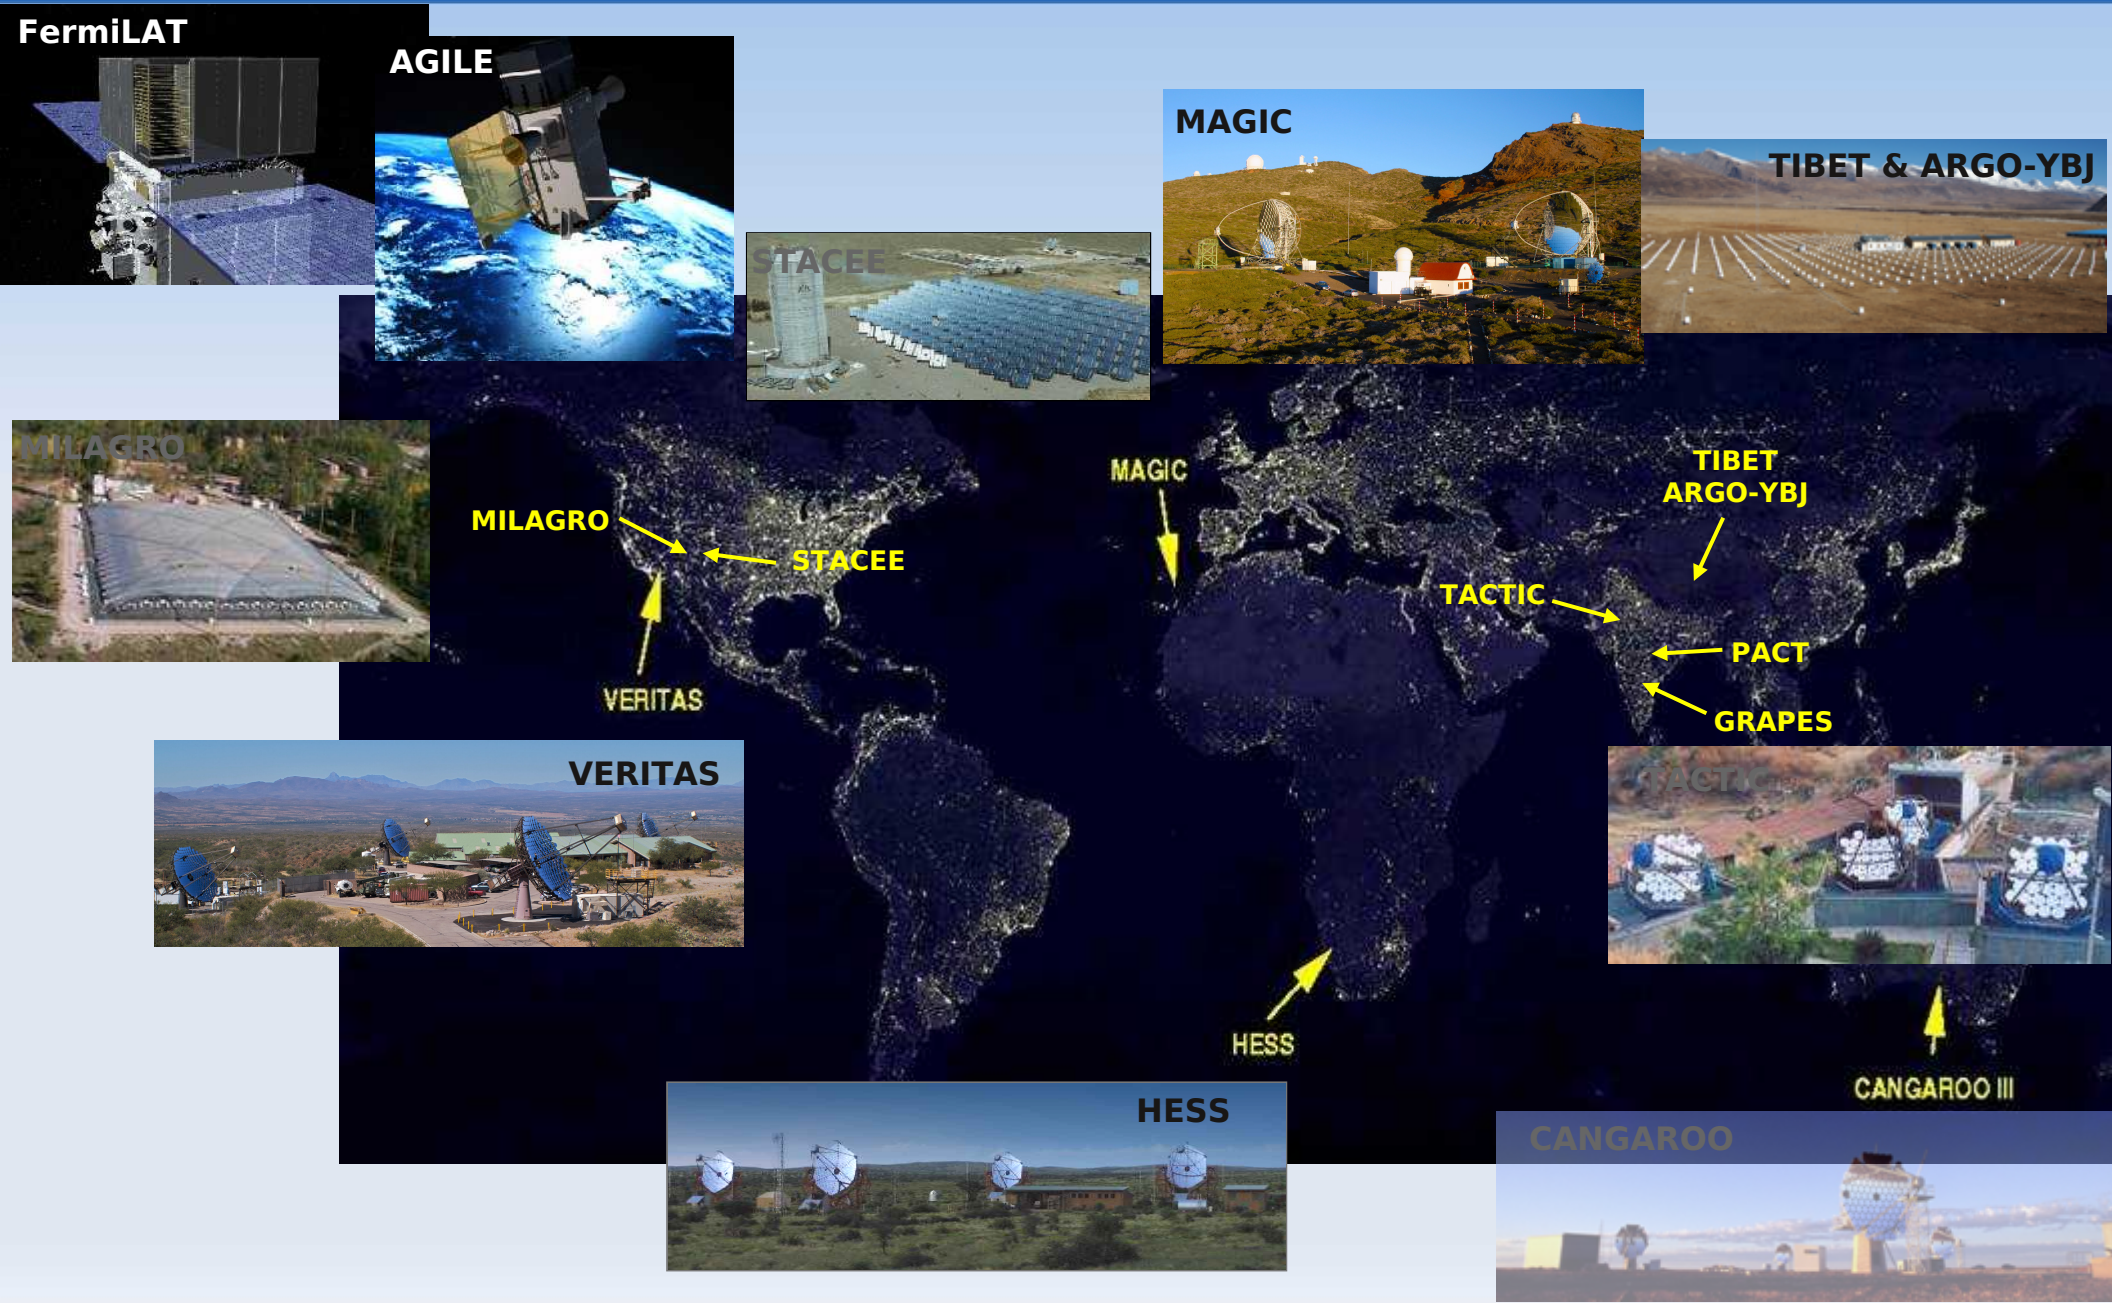 FermiLAT
AGILE
MAGIC
TIBET & ARGO-YBJ
STACEE
MILAGRO
MAGIC
TIBET
ARGO-YBJ
MILAGRO
STACEE
TACTIC
PACT
VERITAS
GRAPES
VERITAS
TACTIC
HESS
CANGAROO III
HESS
CANGAROO